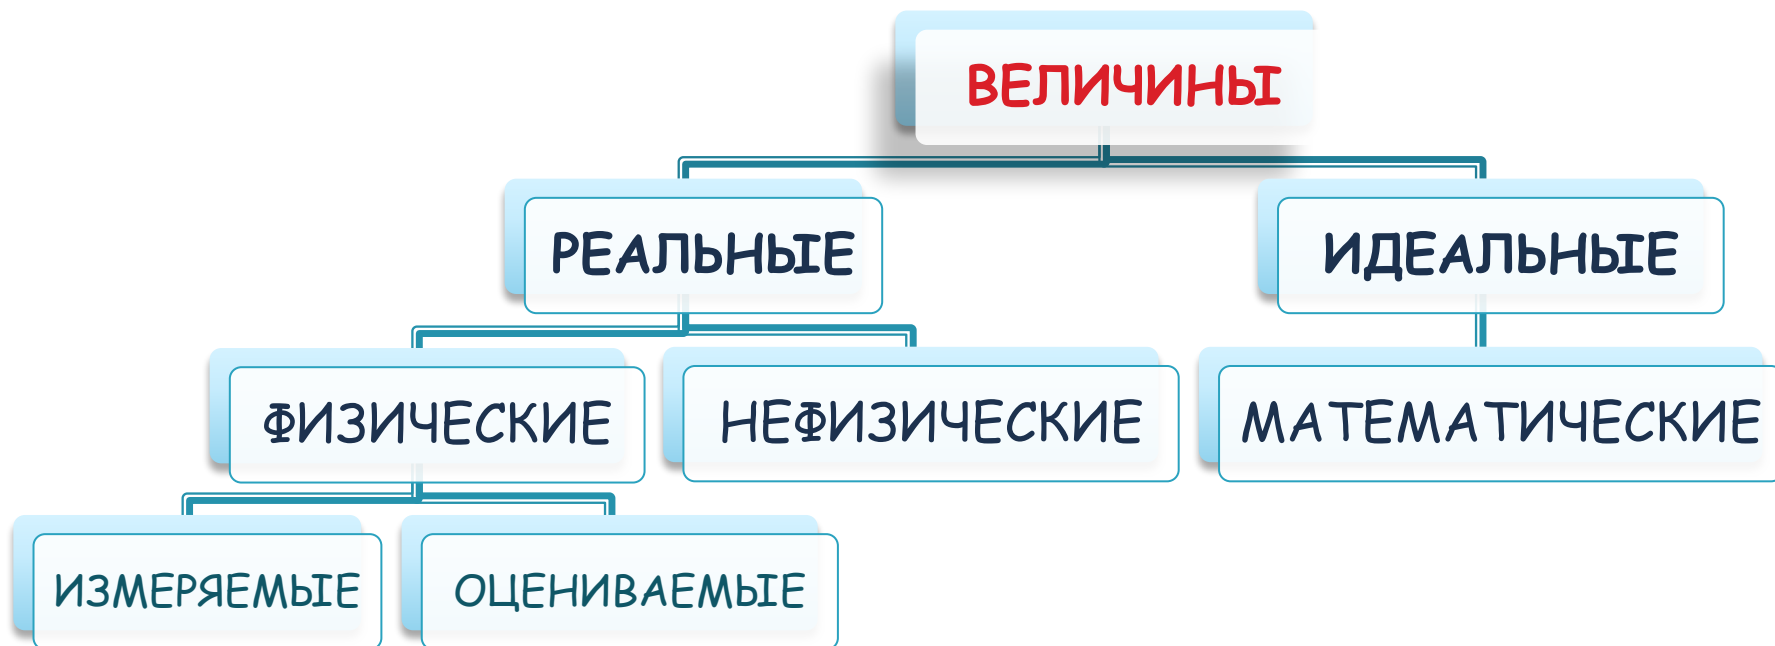 ВЕЛИЧИНЫ
РЕАЛЬНЫЕ
ИДЕАЛЬНЫЕ
ФИЗИЧЕСКИЕ
НЕФИЗИЧЕСКИЕ
МАТЕМАТИЧЕСКИЕ
ИЗМЕРЯЕМЫЕ
ОЦЕНИВАЕМЫЕ